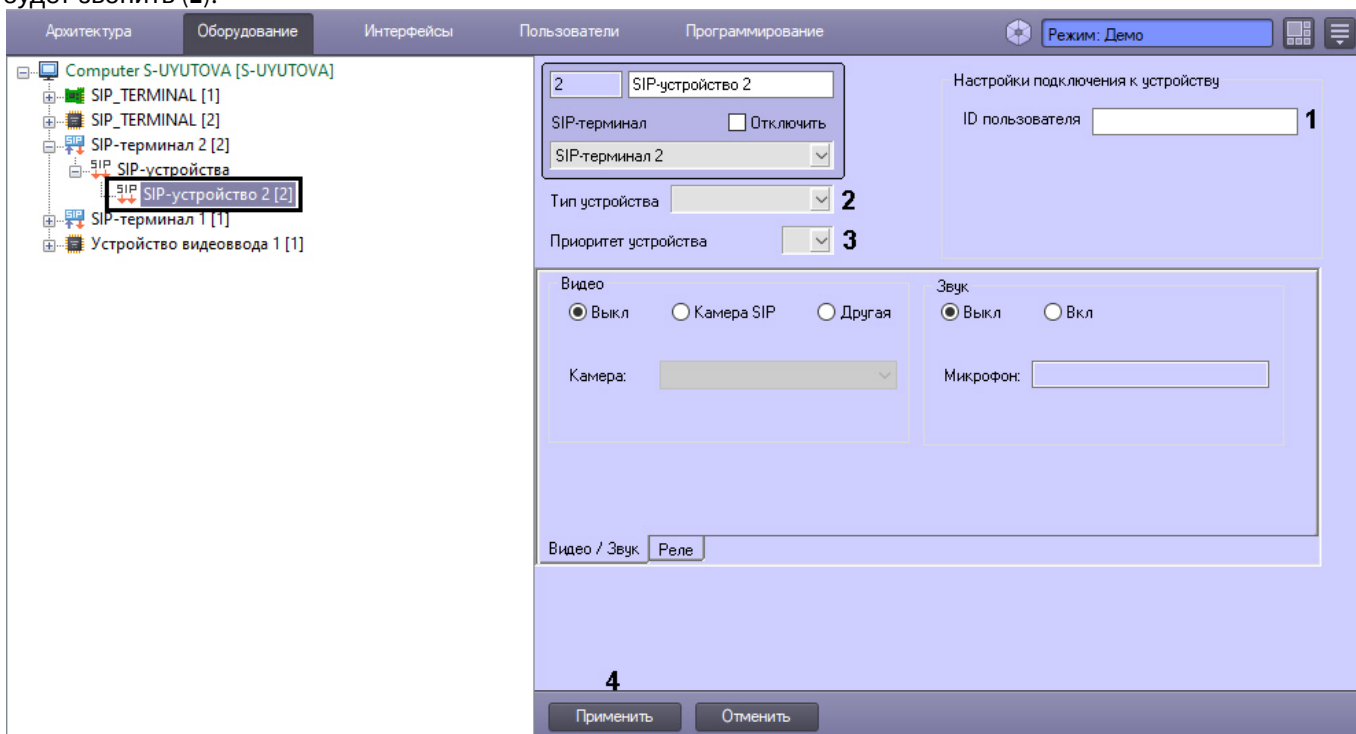 будет звонить (2).
Архитектура Оборудование Интерфейсы Пользователи Программирование Режим: Демо
Computer S-UYUTOVA [S-UYUTOVA]
SIP_TERMINAL [1]
SIP_TERMINAL [2]
SIP-терминал 2 [2]
SIP-устройства
SIP-устройство 2 [2]
SIP-терминал 1 [1]
Устройство видеоввода 1 [1]
2 SIP-устройство 2
SIP-терминал Отключить
SIP-терминал 2
Тип устройства 2
Приоритет устройства 3
Настройки подключения к устройству
ID пользователя 1
Видео
Выкл Камера SIP Другая
Камера:
Звук
Выкл Вкл
Микрофон:
Видео / Звук Реле
4
Применить Отменить